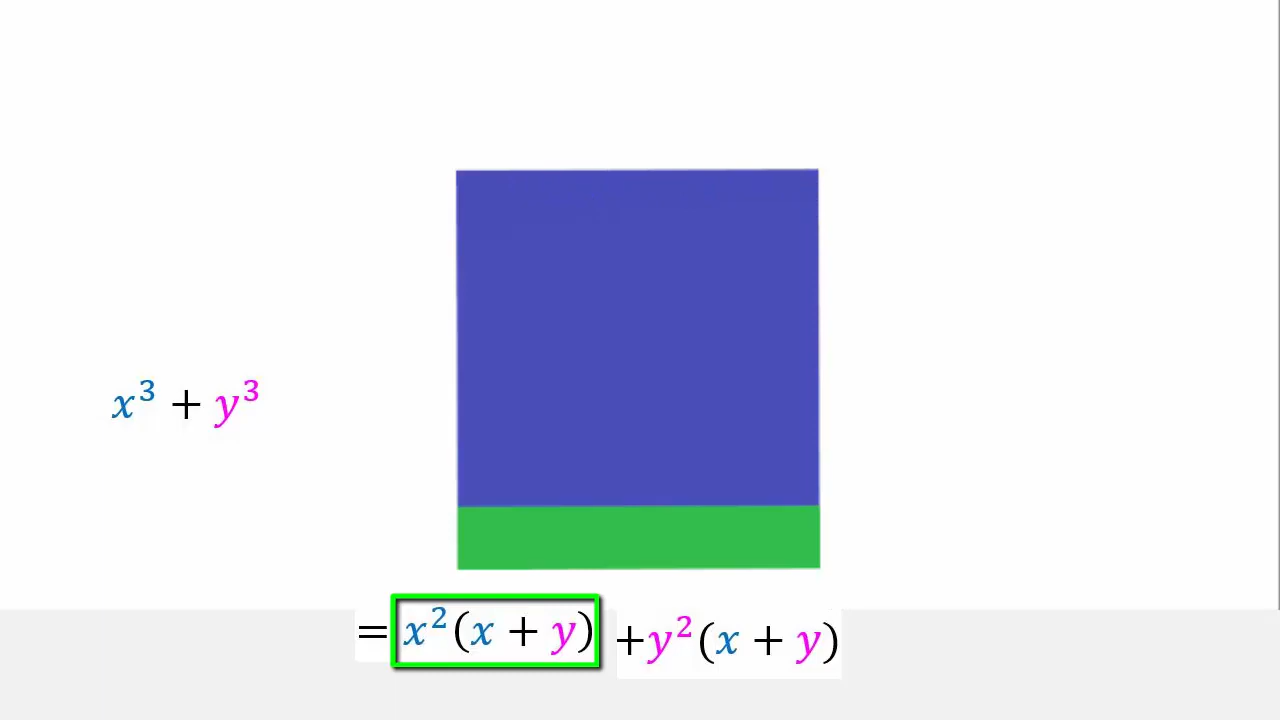 x³ + y³
= x²(x + y) +y²(x + y)